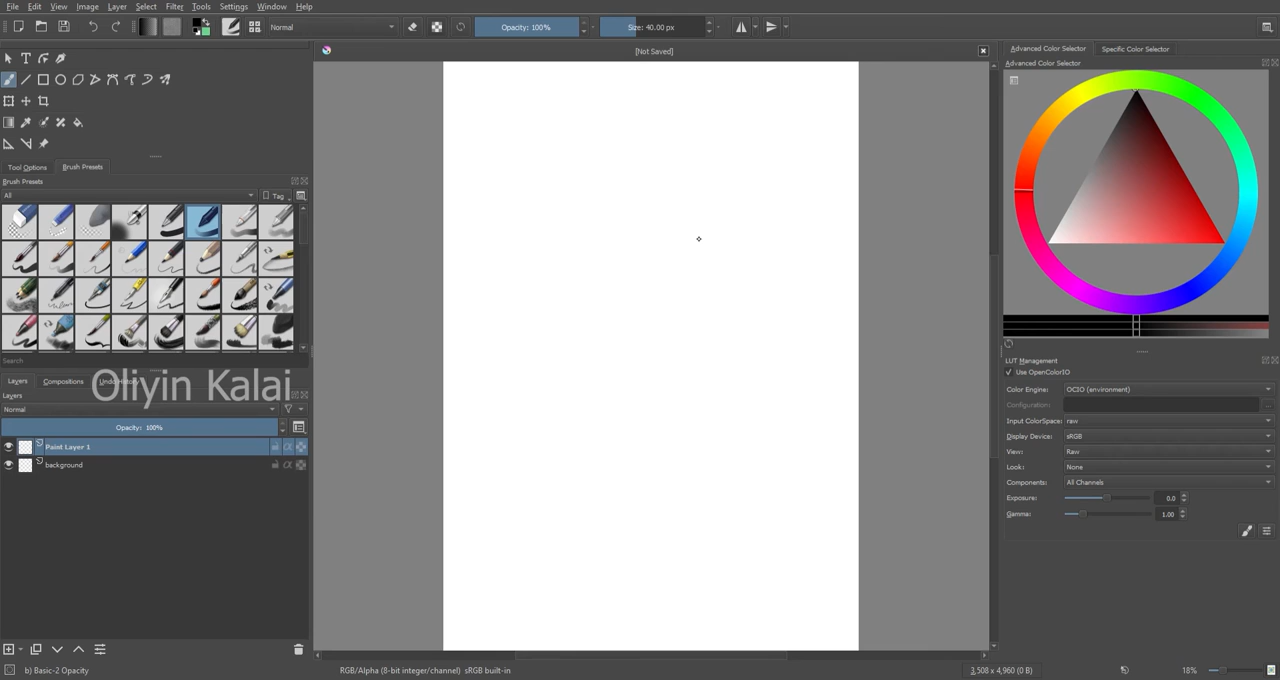 File Edit View Image Layer Select Filter Tools Settings Window Help
Normal Opacity: 100% Size: 40.00 px
[Not Saved]
Tool Options Brush Presets
Brush Presets
All Tag
Search
Layers Compositions Undo History
Oliyin Kalai
Layers
Normal
Opacity: 100%
Paint Layer 1
background
b) Basic-2 Opacity
RGB/Alpha (8-bit integer/channel) sRGB built-in
3,508 x 4,960 (0 B)
18%
Advanced Color Selector Specific Color Selector
Advanced Color Selector
LUT Management
Use OpenColorIO
Color Engine: OCIO (environment)
Configuration: ...
Input ColorSpace: raw
Display Device: sRGB
View: Raw
Look: None
Components: All Channels
Exposure: 0.0
Gamma: 1.00